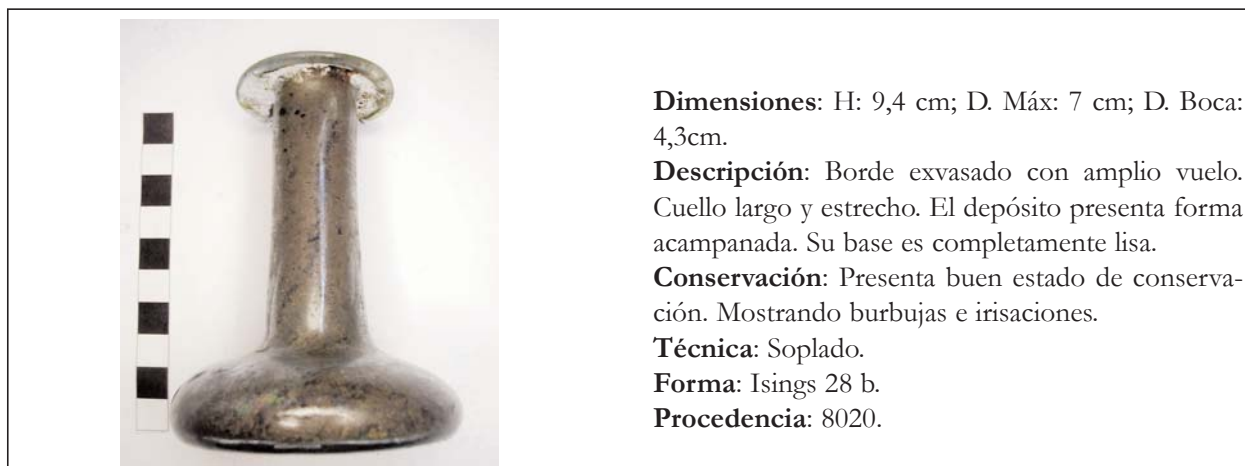 Dimensiones: H: 9,4 cm; D. Máx: 7 cm; D. Boca:
4,3cm.
Descripción: Borde exvasado con amplio vuelo.
Cuello largo y estrecho. El depósito presenta forma
acampanada. Su base es completamente lisa.
Conservación: Presenta buen estado de conserva-
ción. Mostrando burbujas e irisaciones.
Técnica: Soplado.
Forma: Isings 28 b.
Procedencia: 8020.